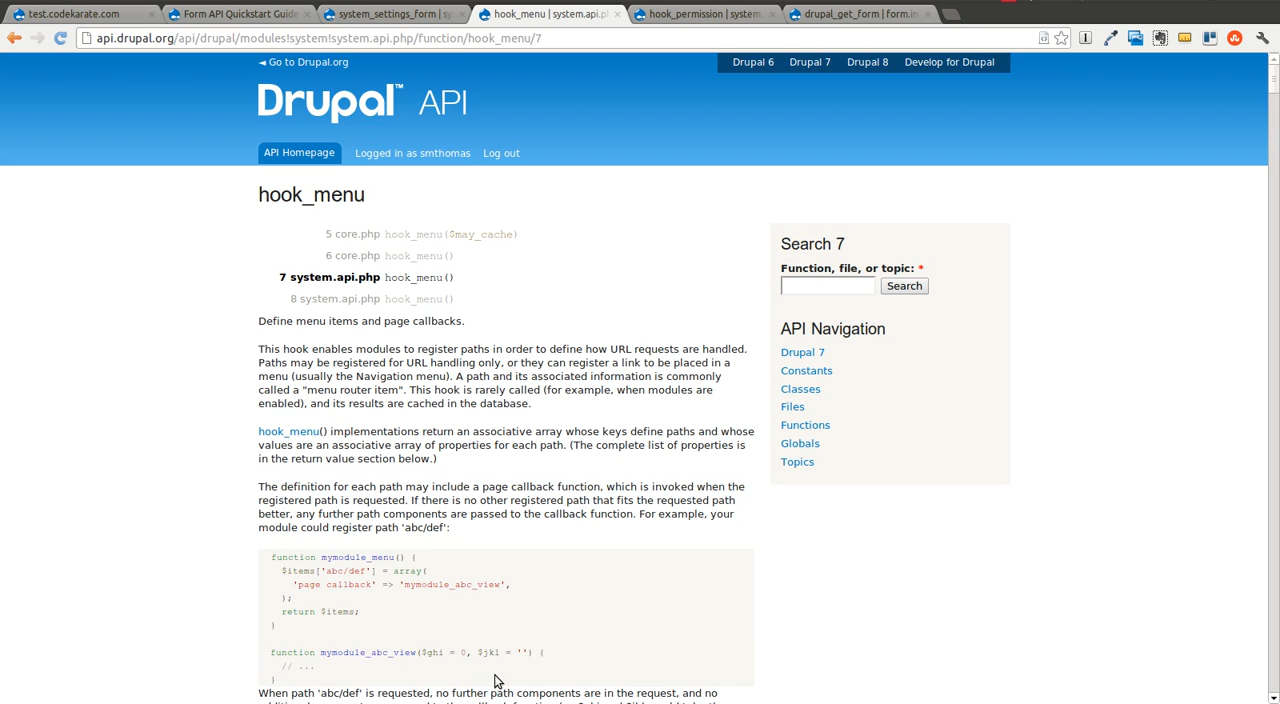 test.codekarate.com
Form API Quickstart Guide
system_settings_form | sy
hook_menu | system.api.p
hook_permission | system.
drupal_get_form | form.in
api.drupal.org/api/drupal/modules!system!system.api.php/function/hook_menu/7
◄ Go to Drupal.org
Drupal 6 Drupal 7 Drupal 8 Develop for Drupal
Drupal™ API
API Homepage Logged in as smthomas Log out
hook_menu
5 core.php hook_menu($may_cache)
6 core.php hook_menu()
7 system.api.php hook_menu()
8 system.api.php hook_menu()
Define menu items and page callbacks.
This hook enables modules to register paths in order to define how URL requests are handled.
Paths may be registered for URL handling only, or they can register a link to be placed in a
menu (usually the Navigation menu). A path and its associated information is commonly
called a "menu router item". This hook is rarely called (for example, when modules are
enabled), and its results are cached in the database.
hook_menu() implementations return an associative array whose keys define paths and whose
values are an associative array of properties for each path. (The complete list of properties is
in the return value section below.)
The definition for each path may include a page callback function, which is invoked when the
registered path is requested. If there is no other registered path that fits the requested path
better, any further path components are passed to the callback function. For example, your
module could register path 'abc/def':
function mymodule_menu() {
$items['abc/def'] = array(
'page callback' => 'mymodule_abc_view',
);
return $items;
}
function mymodule_abc_view($ghi = 0, $jkl = '') {
// ...
}
When path 'abc/def' is requested, no further path components are in the request, and no
Search 7
Function, file, or topic: *
Search
API Navigation
Drupal 7
Constants
Classes
Files
Functions
Globals
Topics